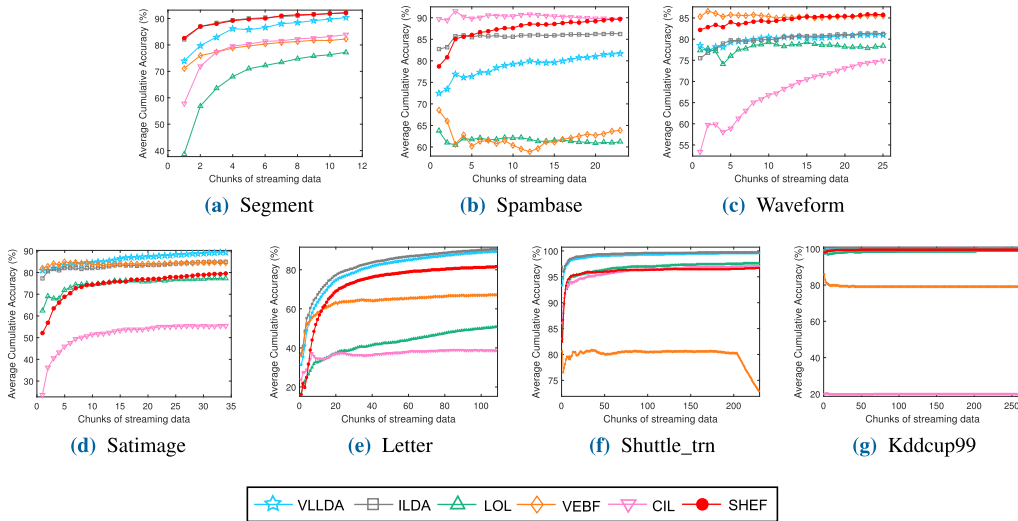 Average Cumulative Accuracy (%)
90
80
70
60
50
40
0 2 4 6 8 10 12
Chunks of streaming data
(a) Segment
Average Cumulative Accuracy (%)
90
85
80
75
70
65
60
0 5 10 15 20
Chunks of streaming data
(b) Spambase
Average Cumulative Accuracy (%)
85
80
75
70
65
60
55
0 5 10 15 20 25
Chunks of streaming data
(c) Waveform
Average Cumulative Accuracy (%)
90
80
70
60
50
40
30
0 5 10 15 20 25 30 35
Chunks of streaming data
(d) Satimage
Average Cumulative Accuracy (%)
80
60
40
20
0 20 40 60 80 100
Chunks of streaming data
(e) Letter
Average Cumulative Accuracy (%)
95
90
85
80
75
0 50 100 150 200
Chunks of streaming data
(f) Shuttle_trn
Average Cumulative Accuracy (%)
100
80
60
40
20
0 50 100 150 200 250
Chunks of streaming data
(g) Kddcup99
VLLDA ILDA LOL VEBF CIL SHEF